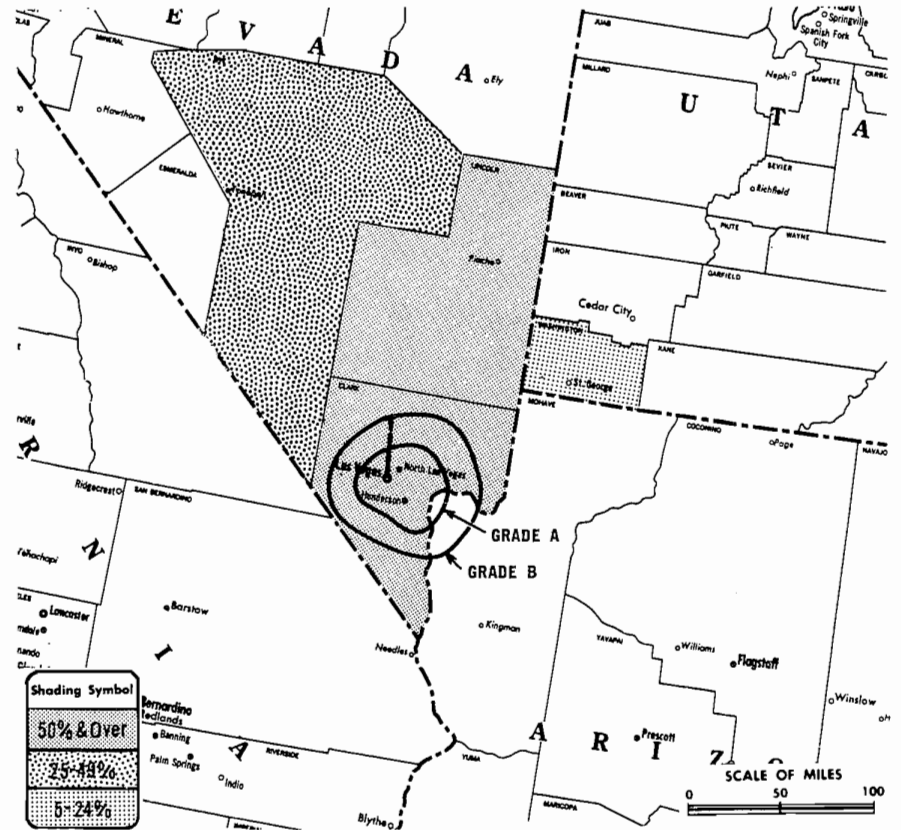 E V A D A
MINERAL
Hawthorne
ESMERALDA
Tonopah
Ely
JUAB
Springville
Spanish Fork
City
MILLARD
Nephi
SANPETE
U T A
LINCOLN
SEVIER
Richfield
BEAVER
PIUTE
WAYNE
INYO
Bishop
Pioche
IRON
GARFIELD
Cedar City
WASHINGTON
KANE
St. George
CLARK
MOHAVE
COCONINO
Page
NAVAJO
R
Las Vegas
North Las Vegas
Henderson
Ridgecrest
SAN BERNARDINO
GRADE A
GRADE B
N
Tehachapi
Lancaster
Barstow
Kingman
YAVAPAI
Williams
Flagstaff
I
Needles
Winslow
Shading Symbol
50% & Over
25-49%
5-24%
Bernardino
Redlands
Banning
Palm Springs
A
RIVERSIDE
Indio
YUMA
A R I Z
Prescott
MARICOPA
Blythe
SCALE OF MILES
0 50 100